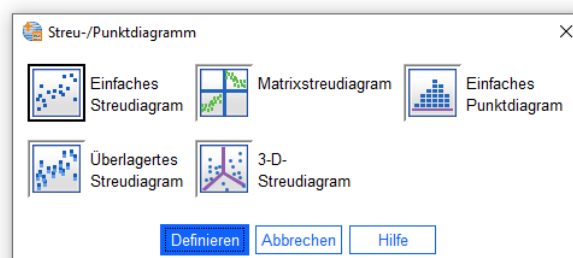 Streu-/Punktdiagramm
Einfaches
Streudiagram
Matrixstreudiagram
Einfaches
Punktdiagram
Überlagertes
Streudiagram
3-D-
Streudiagram
Definieren
Abbrechen
Hilfe